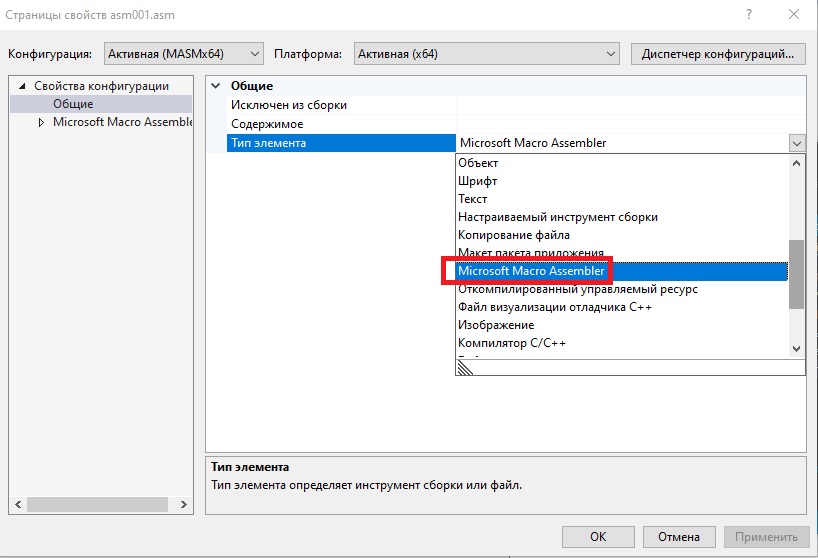 Страницы свойств asm001.asm
Конфигурация: Активная (MASMx64) Платформа: Активная (x64) Диспетчер конфигураций...
Свойства конфигурации
Общие
Microsoft Macro Assemble
Общие
Исключен из сборки
Содержимое
Тип элемента Microsoft Macro Assembler
Объект
Шрифт
Текст
Настраиваемый инструмент сборки
Копирование файла
Макет пакета приложения
Microsoft Macro Assembler
Откомпилированный управляемый ресурс
Файл визуализации отладчика C++
Изображение
Компилятор C/C++
Тип элемента
Тип элемента определяет инструмент сборки или файл.
ОК Отмена Применить